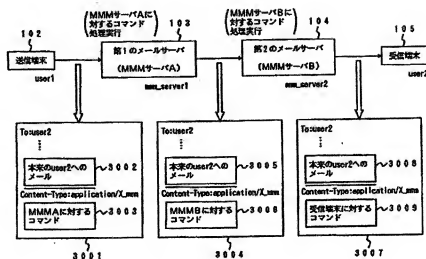 (MMMサーバAに
対するコマンド
処理実行)
(MMMサーバBに
対するコマンド
処理実行)
102
103
104
105
送信端末
第1のメールサーバ
(MMMサーバA)
第2のメールサーバ
(MMMサーバB)
受信端末
user1
mm_server1
mm_server2
user2
To:user2
本来のuser2への
メール
3002
Content-Type:application/X_mmm
MMMAに対する
コマンド
3003
3001
To:user2
本来のuser2への
メール
3005
Content-Type:application/X_mmm
MMMBに対する
コマンド
3006
3004
To:user2
本来のuser2への
メール
3008
Content-Type:application/X_mmm
受信端末に対する
コマンド
3009
3007